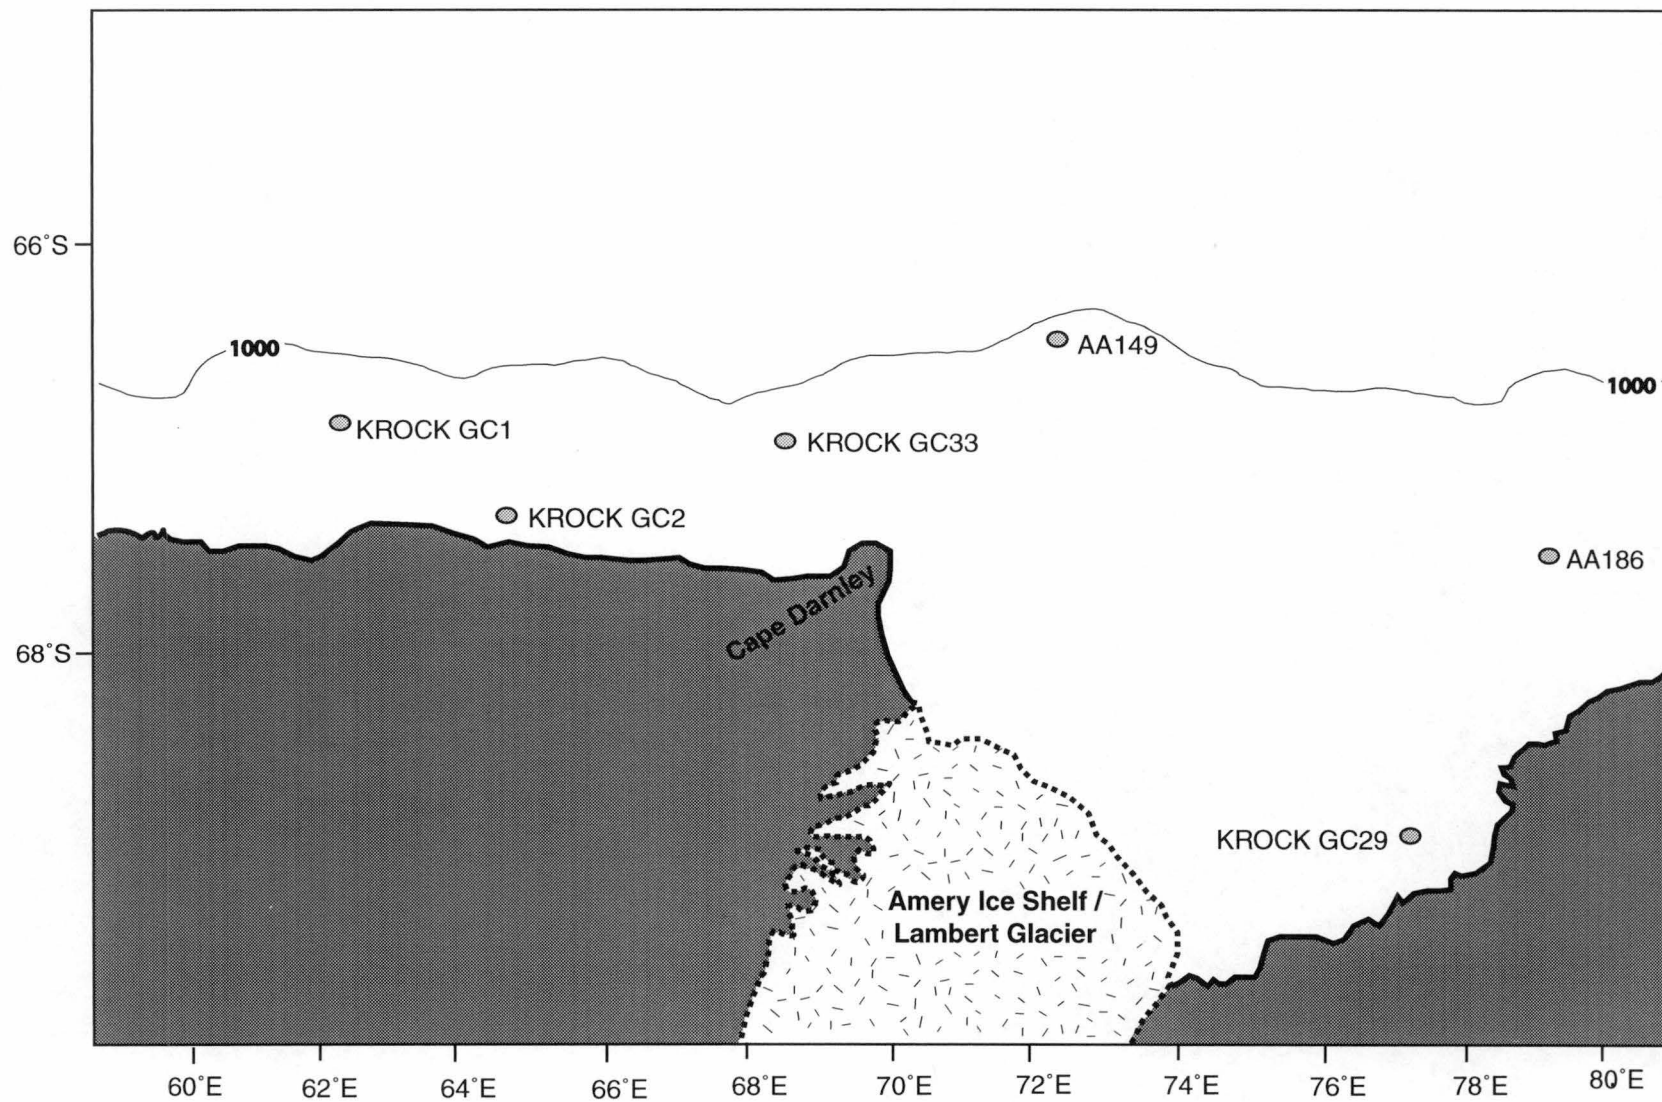 66°S
1000
AA149
1000
KROCK GC1
KROCK GC33
KROCK GC2
AA186
Cape Darnley
68°S
KROCK GC29
Amery Ice Shelf /
Lambert Glacier
60°E 62°E 64°E 66°E 68°E 70°E 72°E 74°E 76°E 78°E 80°E